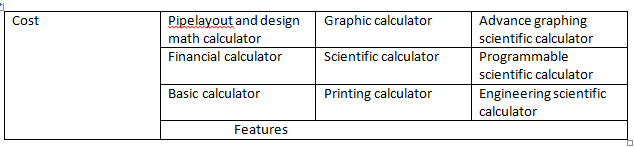 Cost
Pipelayout and design
math calculator
Graphic calculator
Advance graphing
scientific calculator
Financial calculator
Scientific calculator
Programmable
scientific calculator
Basic calculator
Printing calculator
Engineering scientific
calculator
Features